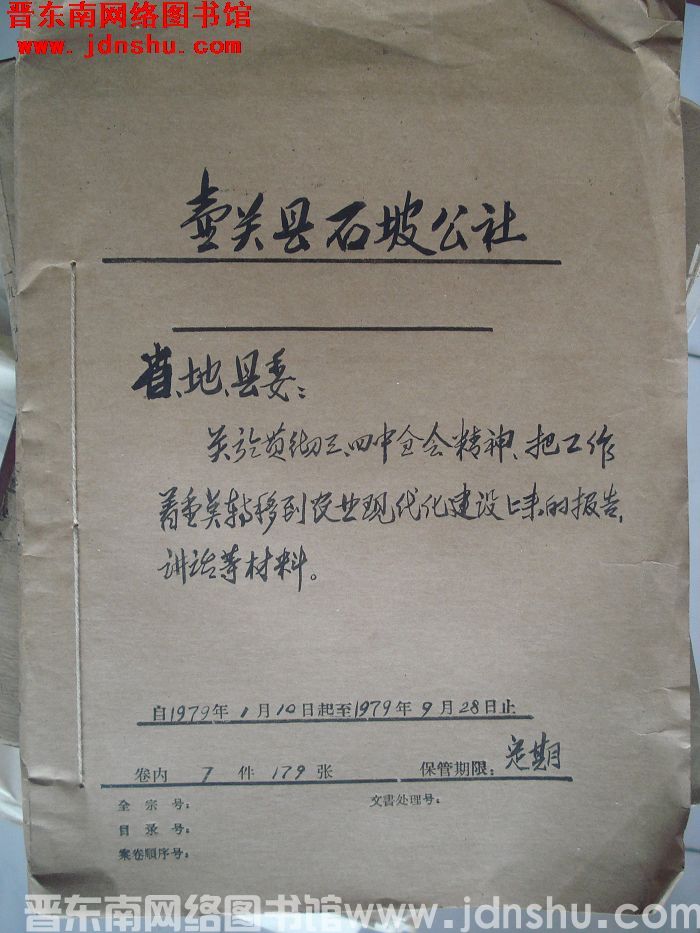 晋东南网络图书馆
www.jdnshu.com
壶关县石坡公社
省、地、县委：
关于贯彻三、四中全会精神、把工作
着重点转移到农业现代化建设上来的报告、
讲话等材料。
自1979年1月10日起至1979年9月28日止
卷内 7 件 179 张 保管期限：定期
全宗号： 文書处理号：
目录号：
案卷順序号：
晋东南网络图书馆www.jdnshu.com